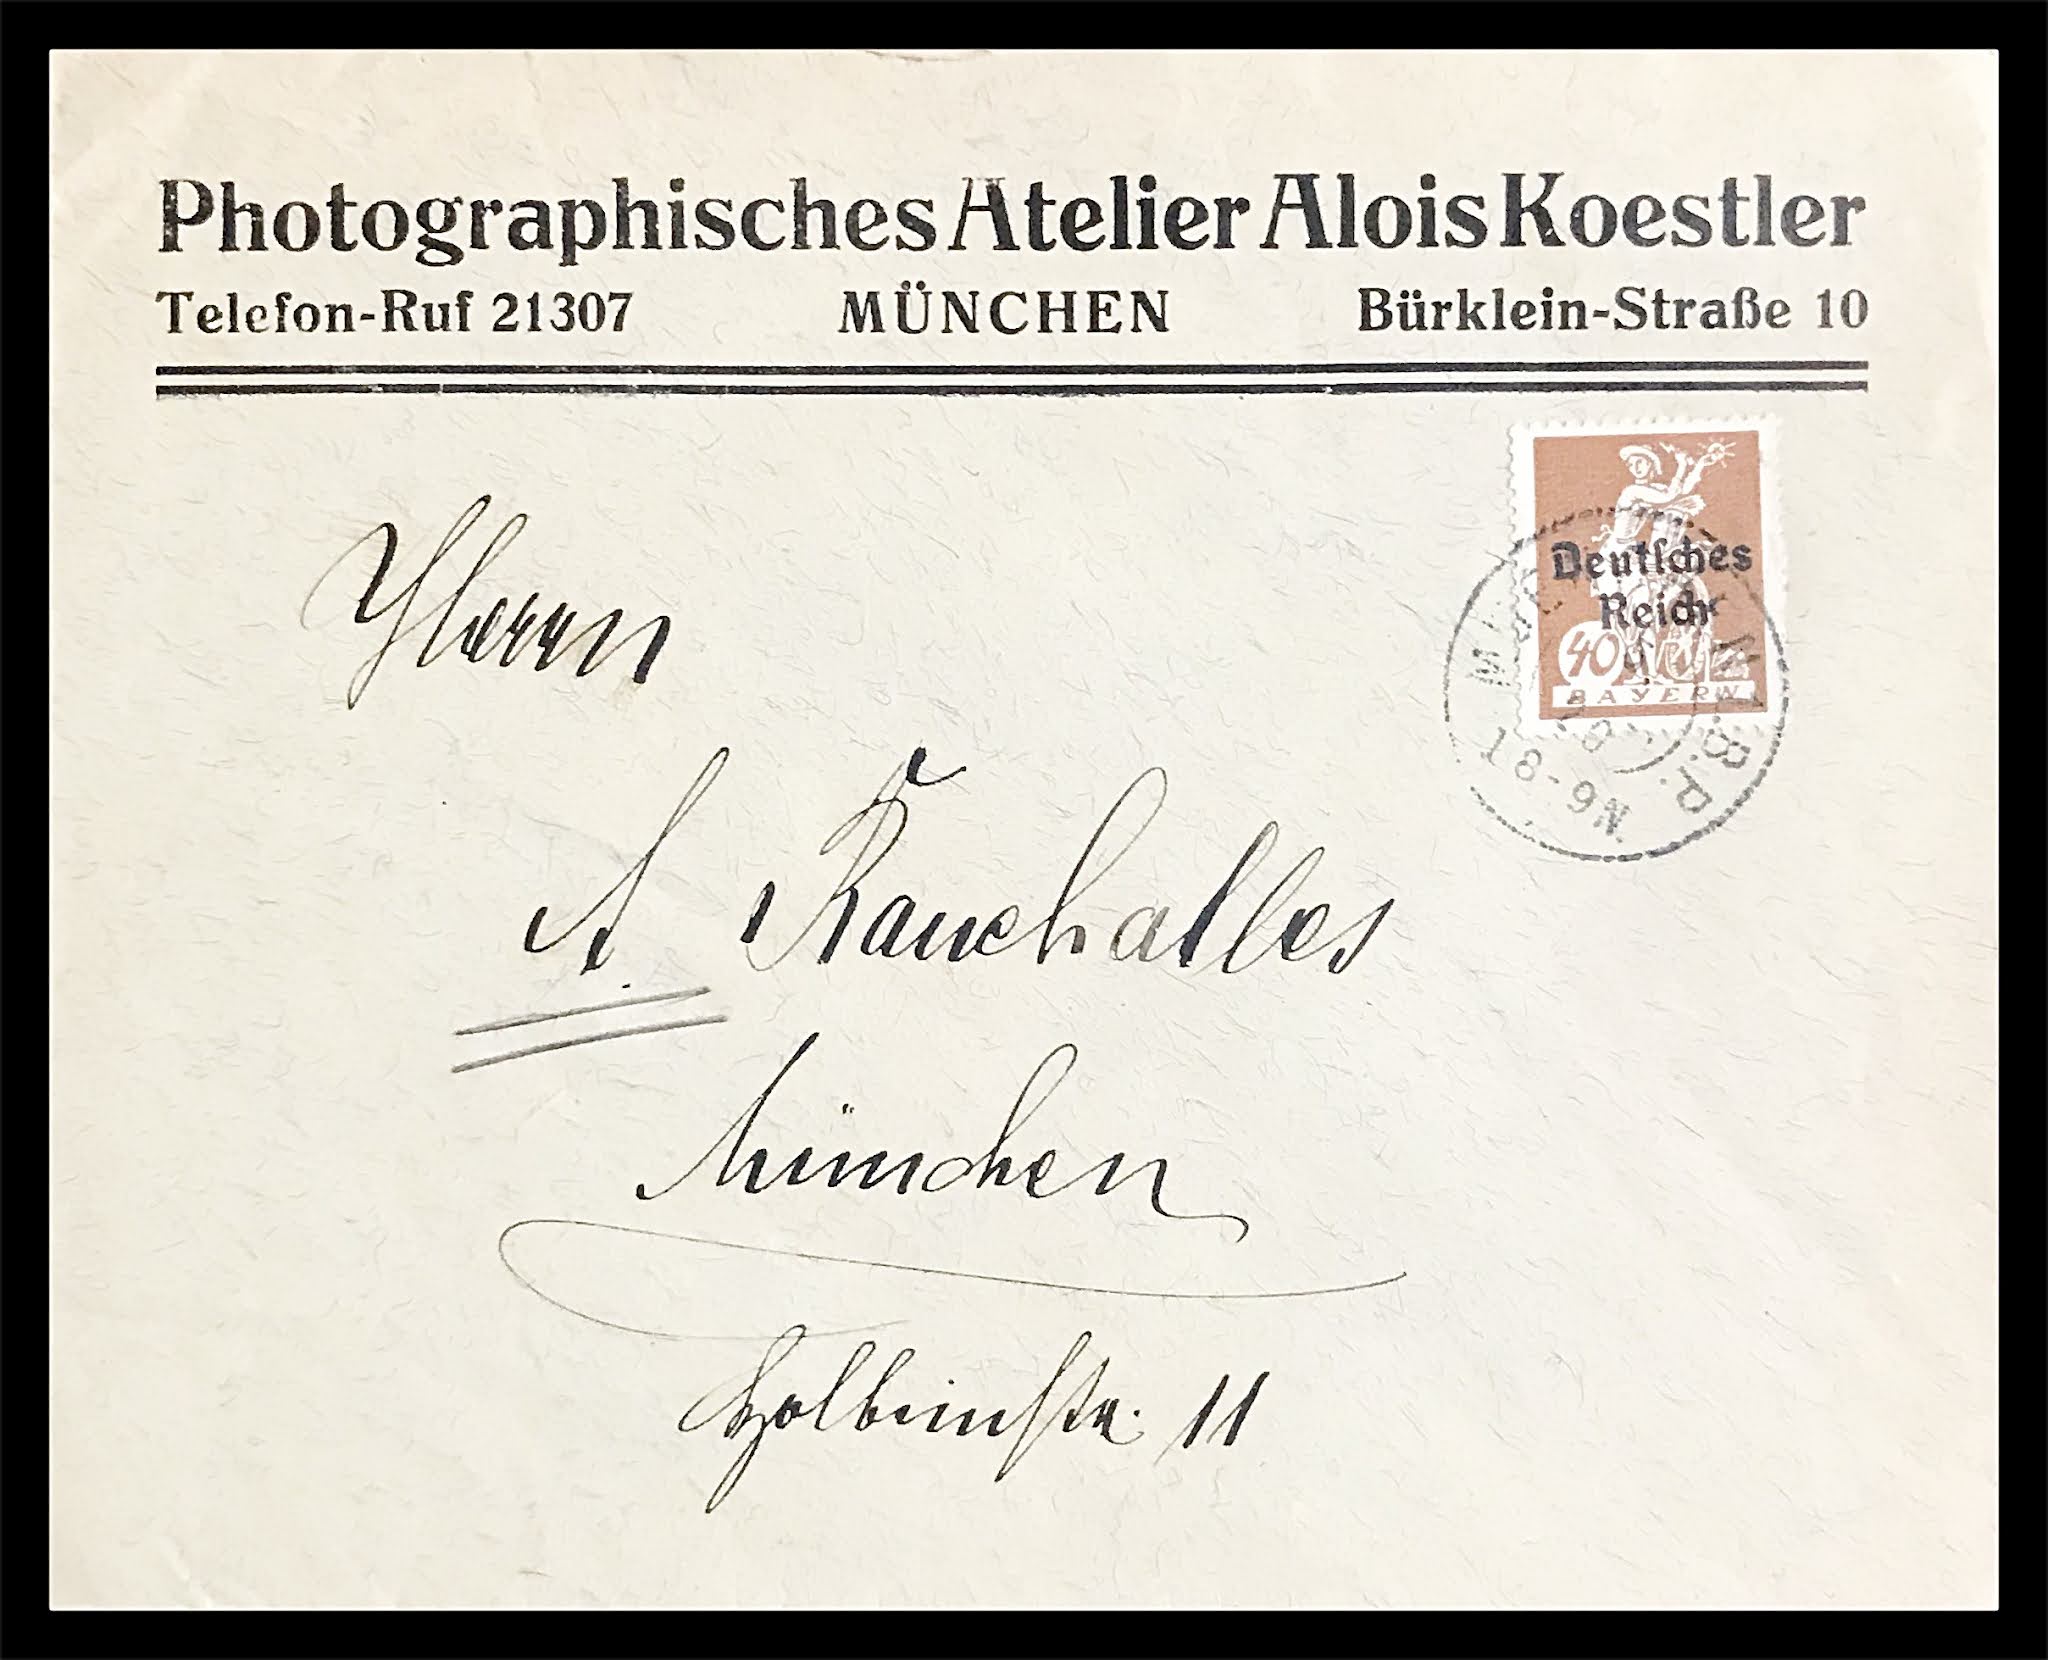 Photographisches Atelier Alois Koestler
Telefon-Ruf 21307 MÜNCHEN Bürklein-Straße 10
Deutsches
Reich
40
BAYERN
B.P.
18-9N
Herrn
A. Rauchalles
München
Holbeinstr. 11